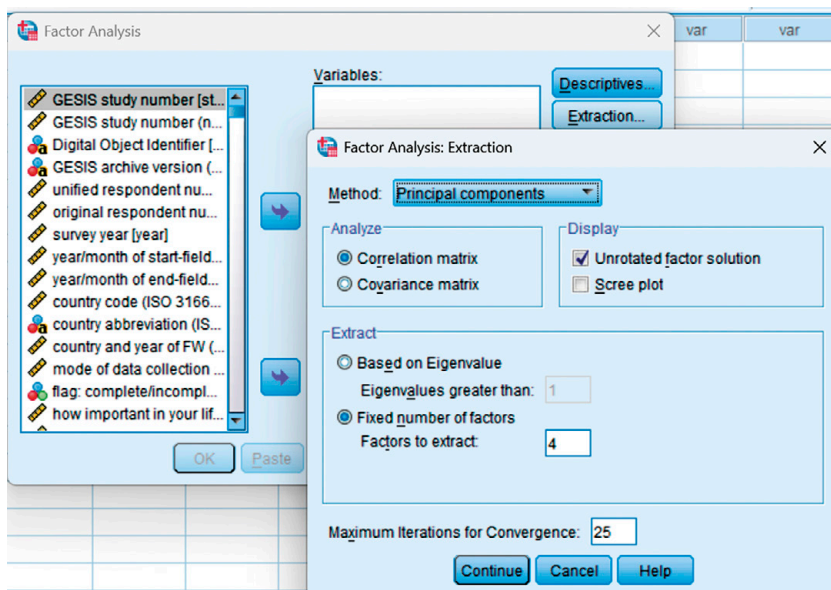 Factor Analysis
var
var
Variables:
Descriptives...
Extraction...
GESIS study number [st...
GESIS study number (n...
Digital Object Identifier [...
GESIS archive version (...
unified respondent nu...
original respondent nu...
survey year [year]
year/month of start-field...
year/month of end-field...
country code (ISO 3166...
country abbreviation (IS...
country and year of FW (...
mode of data collection ...
flag: complete/incompl...
how important in your lif...
OK
Paste
Factor Analysis: Extraction
Method: Principal components
Analyze
Correlation matrix
Covariance matrix
Display
Unrotated factor solution
Scree plot
Extract
Based on Eigenvalue
Eigenvalues greater than: 1
Fixed number of factors
Factors to extract: 4
Maximum Iterations for Convergence: 25
Continue
Cancel
Help